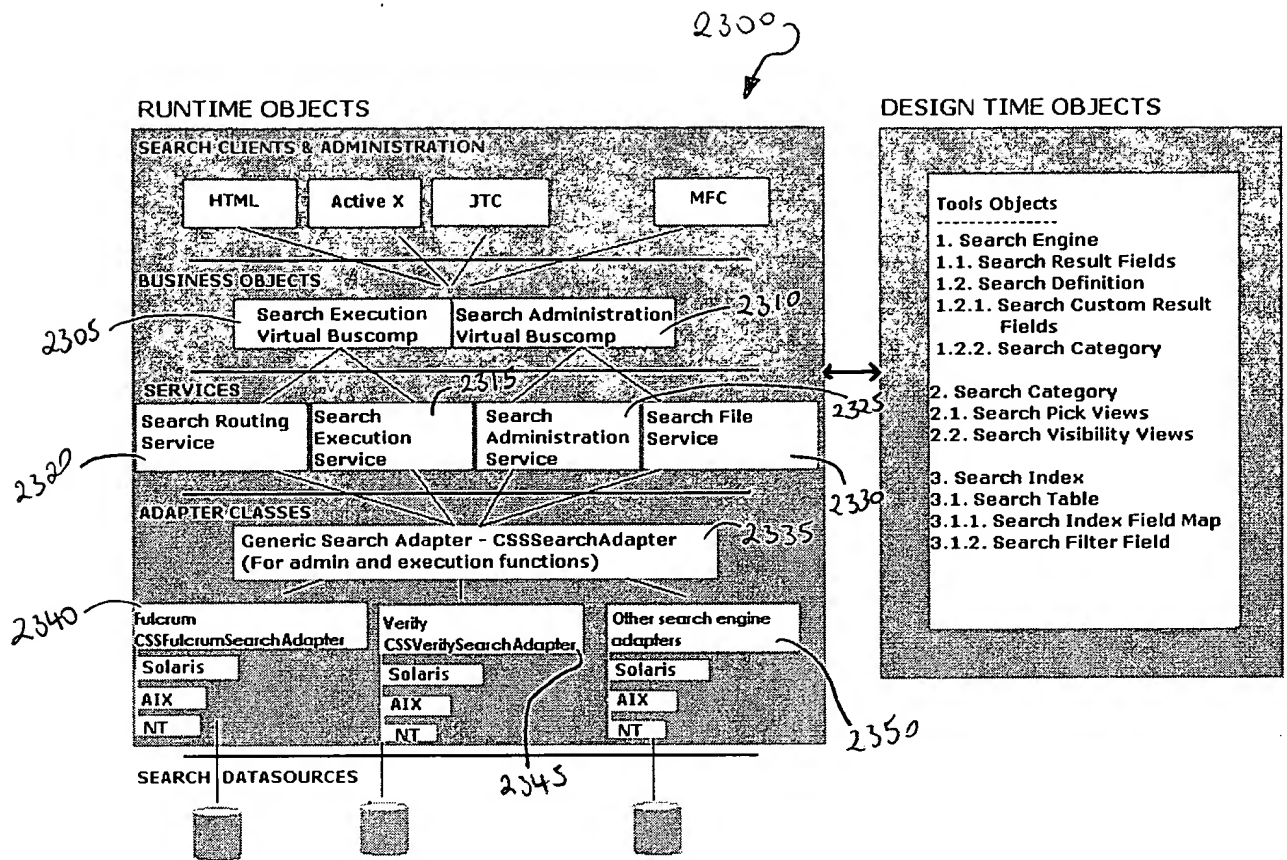 2300
RUNTIME OBJECTS
DESIGN TIME OBJECTS
SEARCH CLIENTS & ADMINISTRATION
HTML
Active X
JTC
MFC
BUSINESS OBJECTS
2305
Search Execution
Virtual Buscomp
Search Administration
Virtual Buscomp
2310
SERVICES
2315
2325
Search Routing
Service
Search
Execution
Service
Search
Administration
Service
Search File
Service
2320
2330
ADAPTER CLASSES
Generic Search Adapter - CSSSearchAdapter
(For admin and execution functions)
2335
2340
Fulcrum
CSSFulcrumSearchAdapter
Solaris
AIX
NT
Verity
CSSVeritySearchAdapter
Solaris
AIX
NT
2345
Other search engine
adapters
Solaris
AIX
NT
2350
SEARCH DATASOURCES
Tools Objects
--------------
1. Search Engine
1.1. Search Result Fields
1.2. Search Definition
1.2.1. Search Custom Result
Fields
1.2.2. Search Category
2. Search Category
2.1. Search Pick Views
2.2. Search Visibility Views
3. Search Index
3.1. Search Table
3.1.1. Search Index Field Map
3.1.2. Search Filter Field